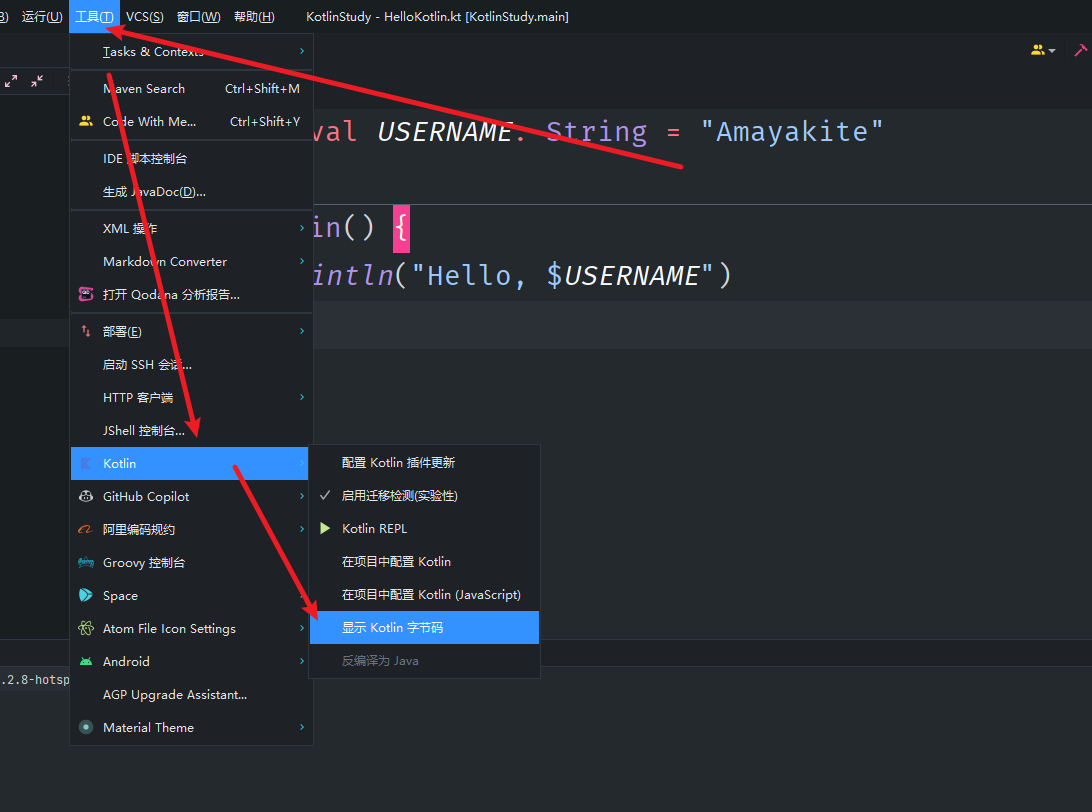 B) 运行(U) 工具(T) VCS(S) 窗口(W) 帮助(H) KotlinStudy - HelloKotlin.kt [KotlinStudy.main]
Tasks & Contexts
Maven Search Ctrl+Shift+M
Code With Me... Ctrl+Shift+Y
val USERNAME: String = "Amayakite"
IDE 脚本控制台
生成 JavaDoc(D)...
XML 操作
in() {
Markdown Converter
intln("Hello, $USERNAME")
打开 Qodana 分析报告...
部署(E)
启动 SSH 会话...
HTTP 客户端
JShell 控制台...
Kotlin
GitHub Copilot
阿里编码规约
Groovy 控制台
Space
Atom File Icon Settings
Android
AGP Upgrade Assistant...
Material Theme
配置 Kotlin 插件更新
启用迁移检测(实验性)
Kotlin REPL
在项目中配置 Kotlin
在项目中配置 Kotlin (JavaScript)
显示 Kotlin 字节码
反编译为 Java
.2.8-hotsp